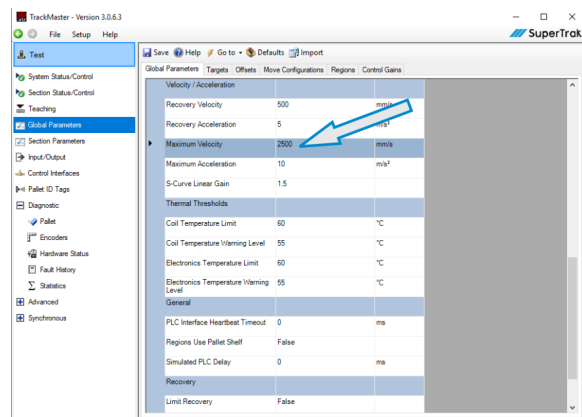 TrackMaster - Version 3.0.6.3
File Setup Help
SuperTrak
Test
System Status/Control
Section Status/Control
Teaching
Global Parameters
Section Parameters
Input/Output
Control Interfaces
Pallet ID Tags
Diagnostic
Pallet
Encoders
Hardware Status
Fault History
Statistics
Advanced
Synchronous
Save Help Go to Defaults Import
Global Parameters Targets Offsets Move Configurations Regions Control Gains
Velocity / Acceleration
Recovery Velocity 500 mm/s
Recovery Acceleration 5 m/s²
Maximum Velocity 2500 mm/s
Maximum Acceleration 10 m/s²
S-Curve Linear Gain 1.5
Thermal Thresholds
Coil Temperature Limit 60 °C
Coil Temperature Warning Level 55 °C
Electronics Temperature Limit 60 °C
Electronics Temperature Warning 55 °C
Level
General
PLC Interface Heartbeat Timeout 0 ms
Regions Use Pallet Shelf False
Simulated PLC Delay 0 ms
Recovery
Limit Recovery False